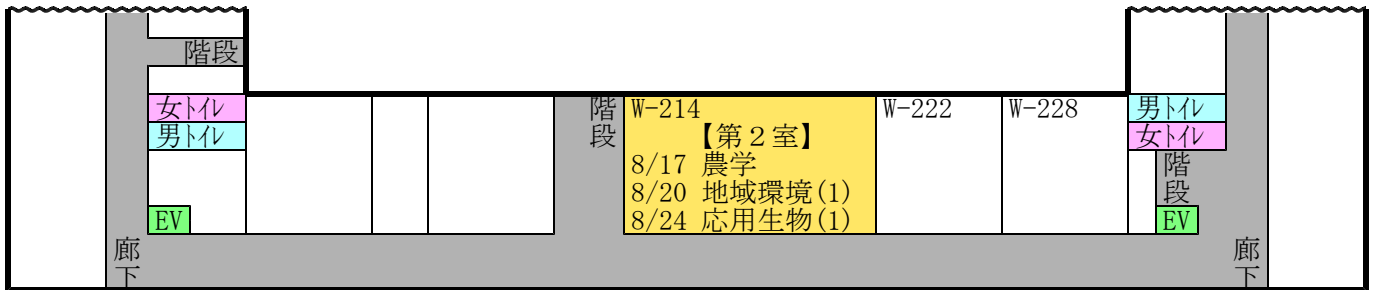 階段
女トイレ
男トイレ
EV
廊下
階段
W-214
【第2室】
8/17 農学
8/20 地域環境(1)
8/24 応用生物(1)
W-222
W-228
男トイレ
女トイレ
階段
EV
廊下